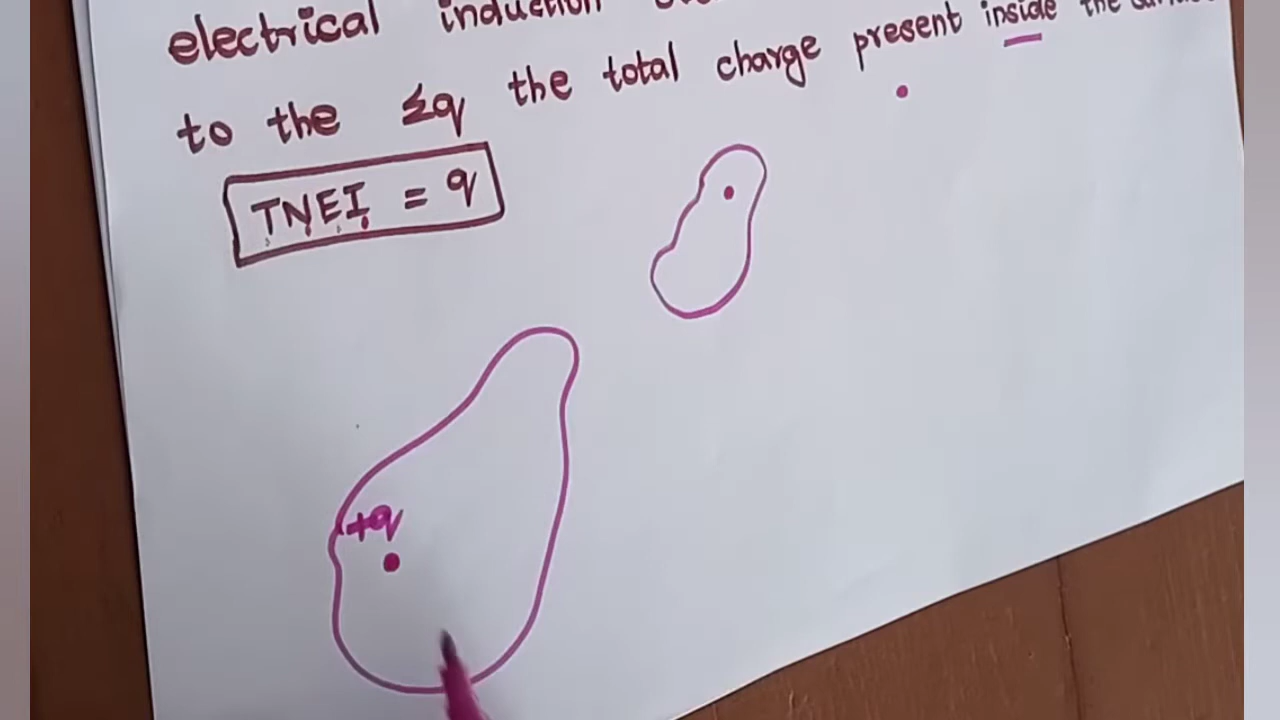 electrical induction
to the Σq the total charge present inside the
TNEI = q
+q